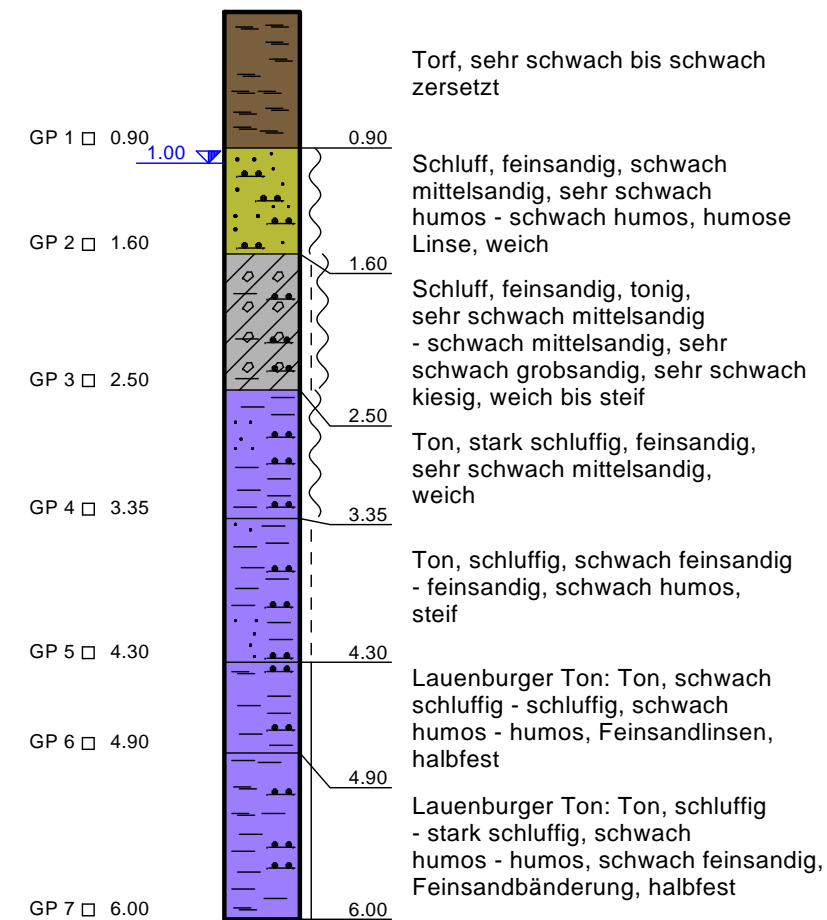 Torf, sehr schwach bis schwach
zersetzt
GP 1 0.90
0.90
1.00
Schluff, feinsandig, schwach
mittelsandig, sehr schwach
humos - schwach humos, humose
Linse, weich
GP 2 1.60
1.60
Schluff, feinsandig, tonig,
sehr schwach mittelsandig
- schwach mittelsandig, sehr
schwach grobsandig, sehr schwach
kiesig, weich bis steif
GP 3 2.50
2.50
Ton, stark schluffig, feinsandig,
sehr schwach mittelsandig,
weich
GP 4 3.35
3.35
Ton, schluffig, schwach feinsandig
- feinsandig, schwach humos,
steif
GP 5 4.30
4.30
Lauenburger Ton: Ton, schwach
schluffig - schluffig, schwach
humos - humos, Feinsandlinsen,
halbfest
GP 6 4.90
4.90
Lauenburger Ton: Ton, schluffig
- stark schluffig, schwach
humos - humos, schwach feinsandig,
Feinsandbänderung, halbfest
GP 7 6.00
6.00